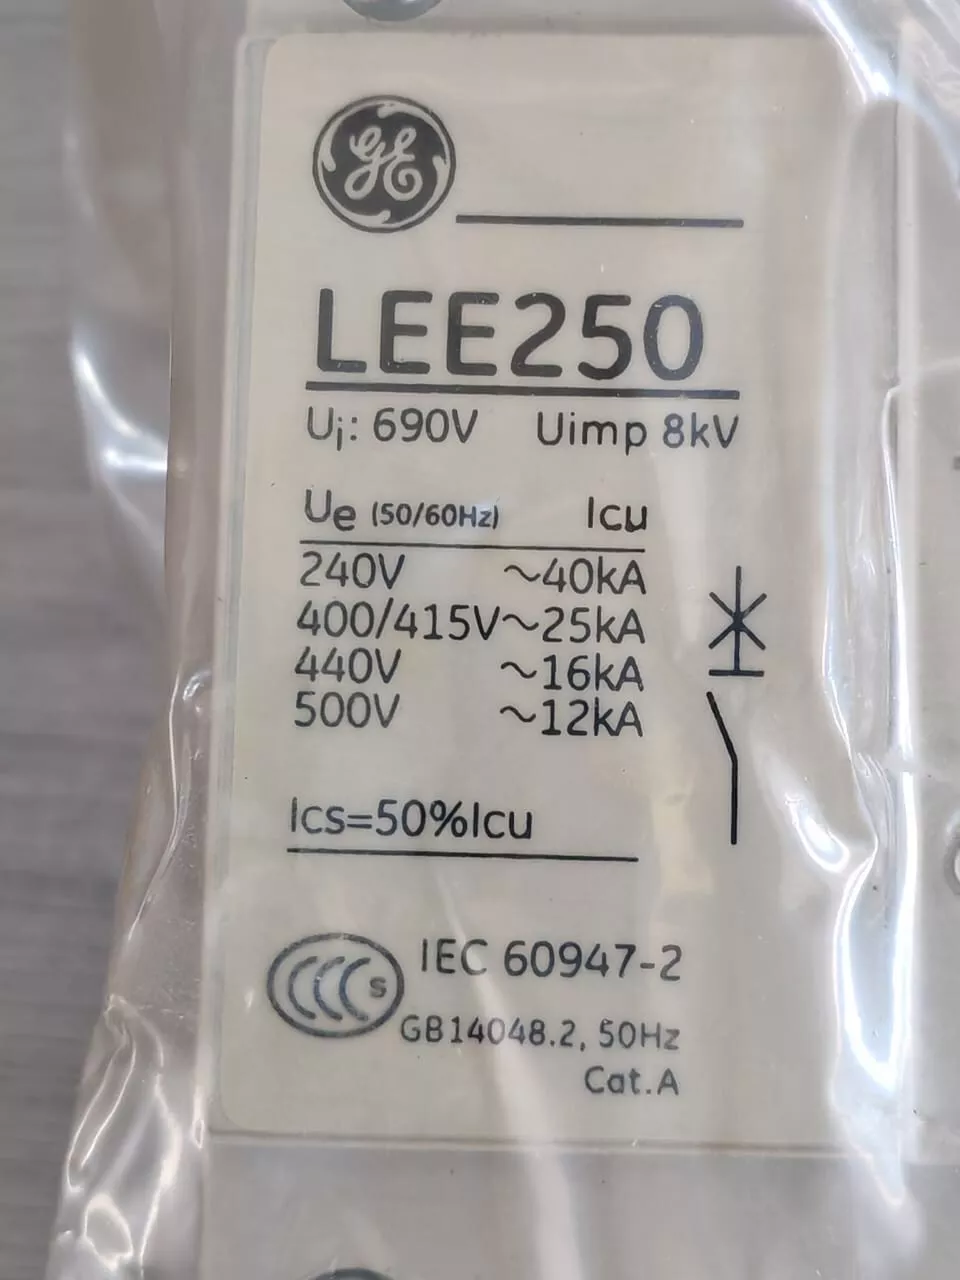 GE
LEE250
Ui: 690V Uimp 8kV
Ue (50/60Hz) Icu
240V ~40kA
400/415V~25kA
440V ~16kA
500V ~12kA
Ics=50%Icu
CCC S IEC 60947-2
GB14048.2, 50Hz
Cat.A